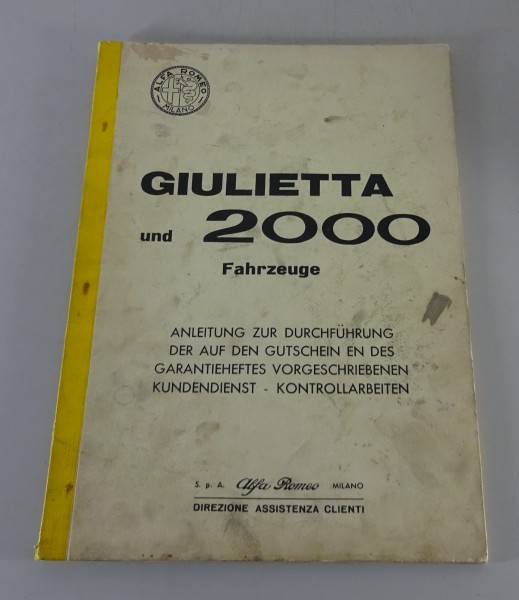 ALFA ROMEO
MILANO
GIULIETTA
und 2000
Fahrzeuge
ANLEITUNG ZUR DURCHFÜHRUNG
DER AUF DEN GUTSCHEIN EN DES
GARANTIEHEFTES VORGESCHRIEBENEN
KUNDENDIENST - KONTROLLARBEITEN
S. p. A. Alfa Romeo MILANO
DIREZIONE ASSISTENZA CLIENTI